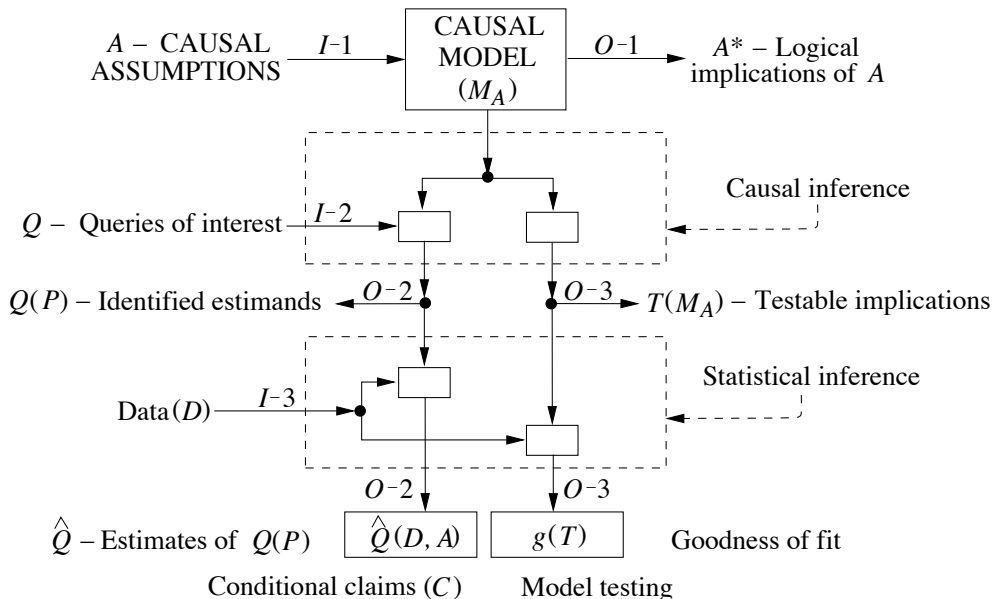 A – CAUSAL ASSUMPTIONS
I-1
CAUSAL MODEL (M_A)
O-1
A* – Logical implications of A
Causal inference
Q – Queries of interest
I-2
Q(P) – Identified estimands
O-2
O-3
T(M_A) – Testable implications
Statistical inference
Data (D)
I-3
O-2
O-3
Q̂ – Estimates of Q(P)
Q̂(D, A)
g(T)
Goodness of fit
Conditional claims (C)
Model testing